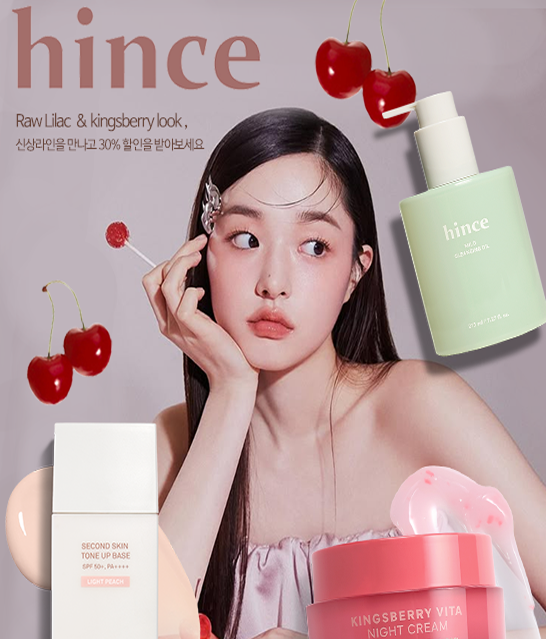 hince
Raw Lilac & kingsberry look,
신상라인을 만나고 30% 할인을 받아보세요
hince
SECOND SKIN
TONE UP BASE
SPF 50+, PA++++
LIGHT PEACH
KINGSBERRY VITA
NIGHT CREAM